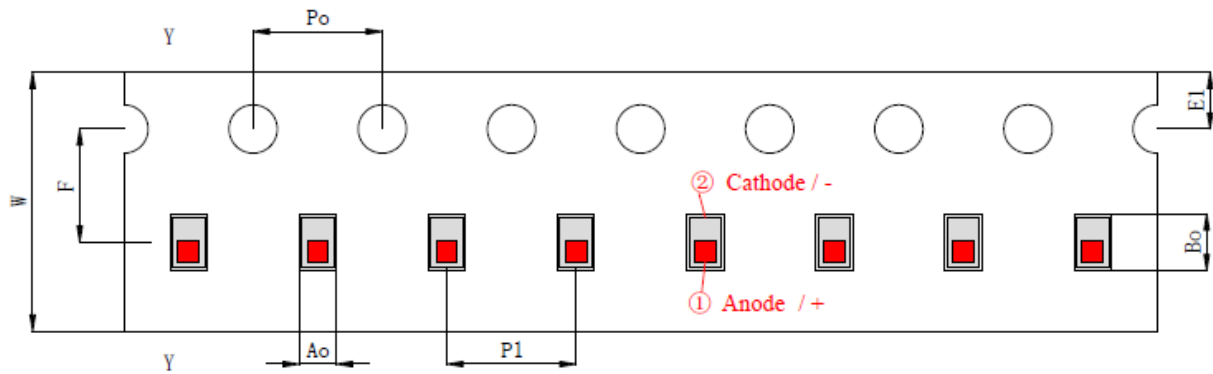 Po
Y
E1
F
W
② Cathode / -
Bo
① Anode / +
Ao
P1
Y